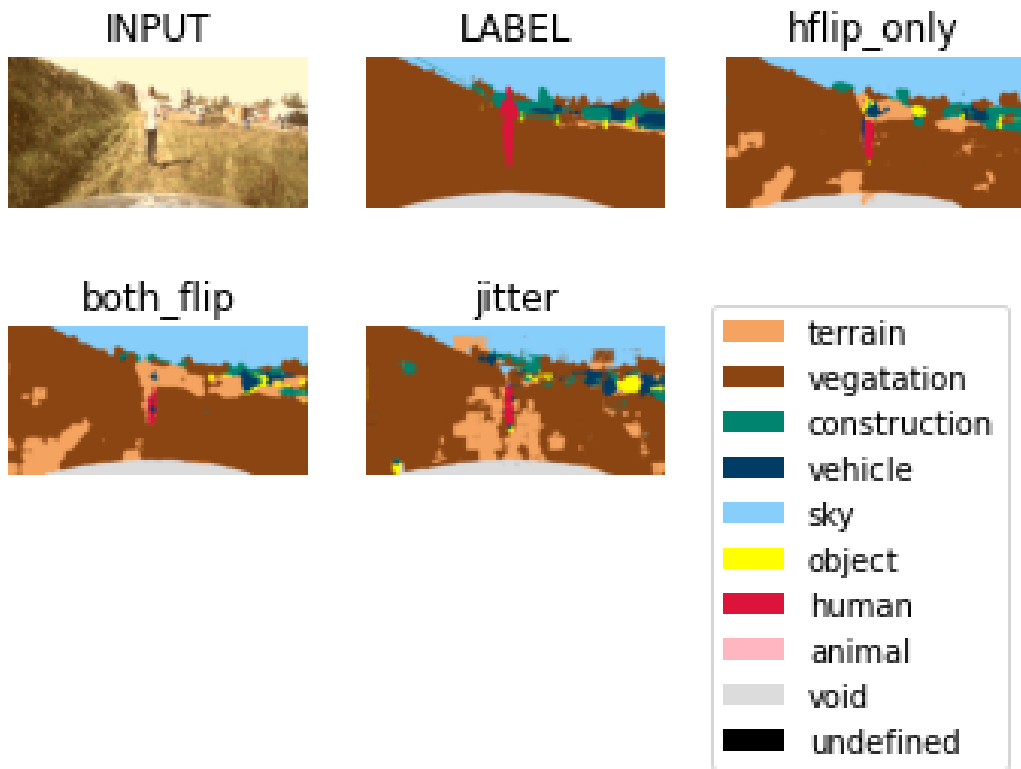 INPUT
LABEL
hflip_only
both_flip
jitter
terrain
vegatation
construction
vehicle
sky
object
human
animal
void
undefined